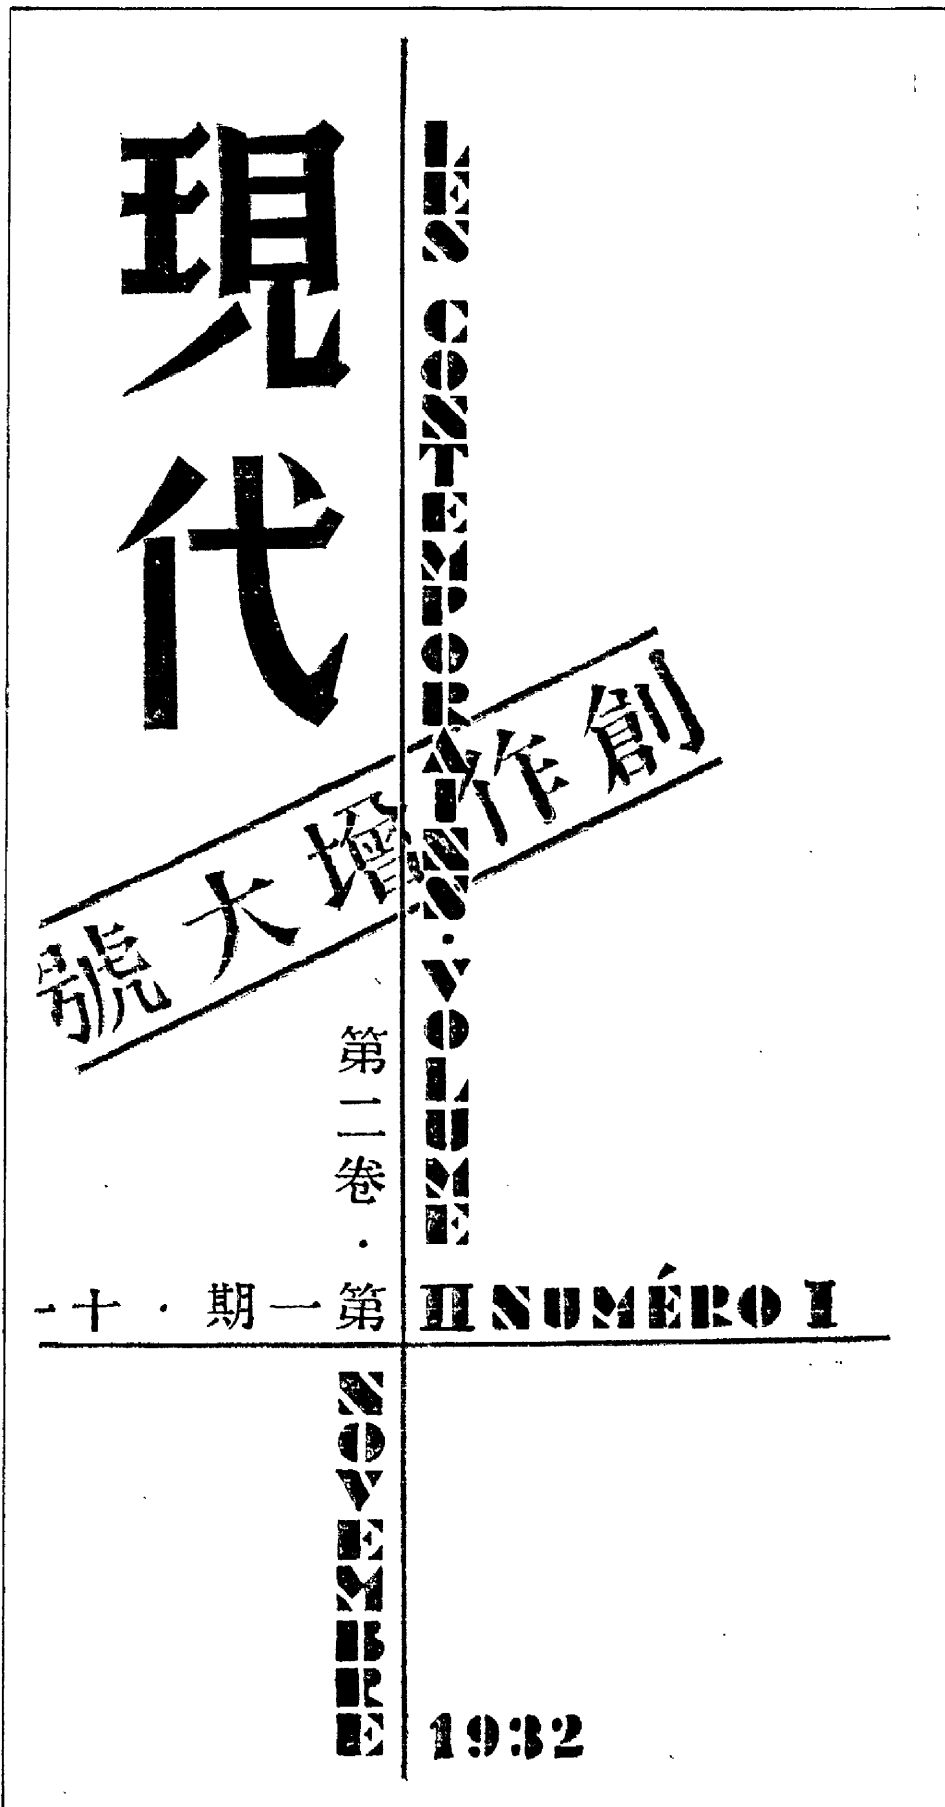 現代
創作增大號
第二卷·
第一期·十一
LES CONTEMPORAINS·VOLUME
II NUMÉRO I
NOVEMBRE
1932